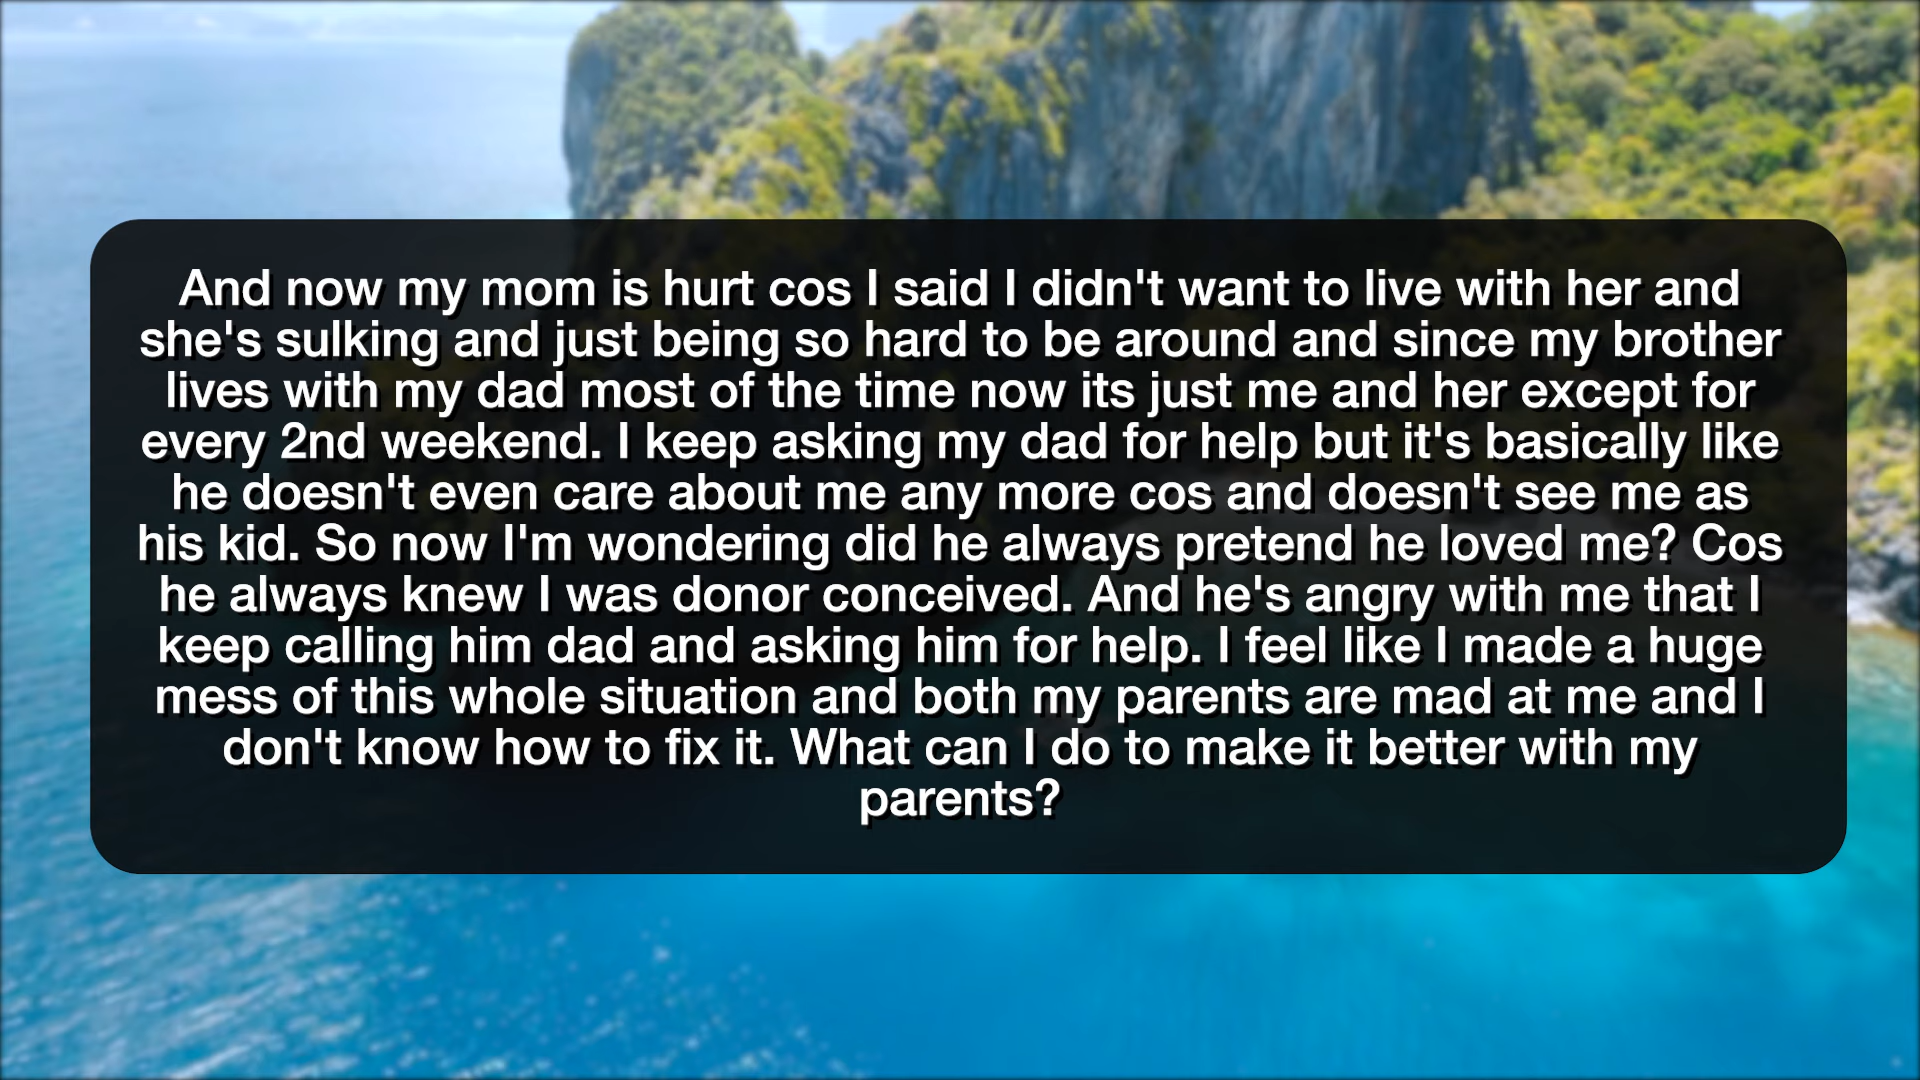 And now my mom is hurt cos I said I didn't want to live with her and
she's sulking and just being so hard to be around and since my brother
lives with my dad most of the time now its just me and her except for
every 2nd weekend. I keep asking my dad for help but it's basically like
he doesn't even care about me any more cos and doesn't see me as
his kid. So now I'm wondering did he always pretend he loved me? Cos
he always knew I was donor conceived. And he's angry with me that I
keep calling him dad and asking him for help. I feel like I made a huge
mess of this whole situation and both my parents are mad at me and I
don't know how to fix it. What can I do to make it better with my
parents?